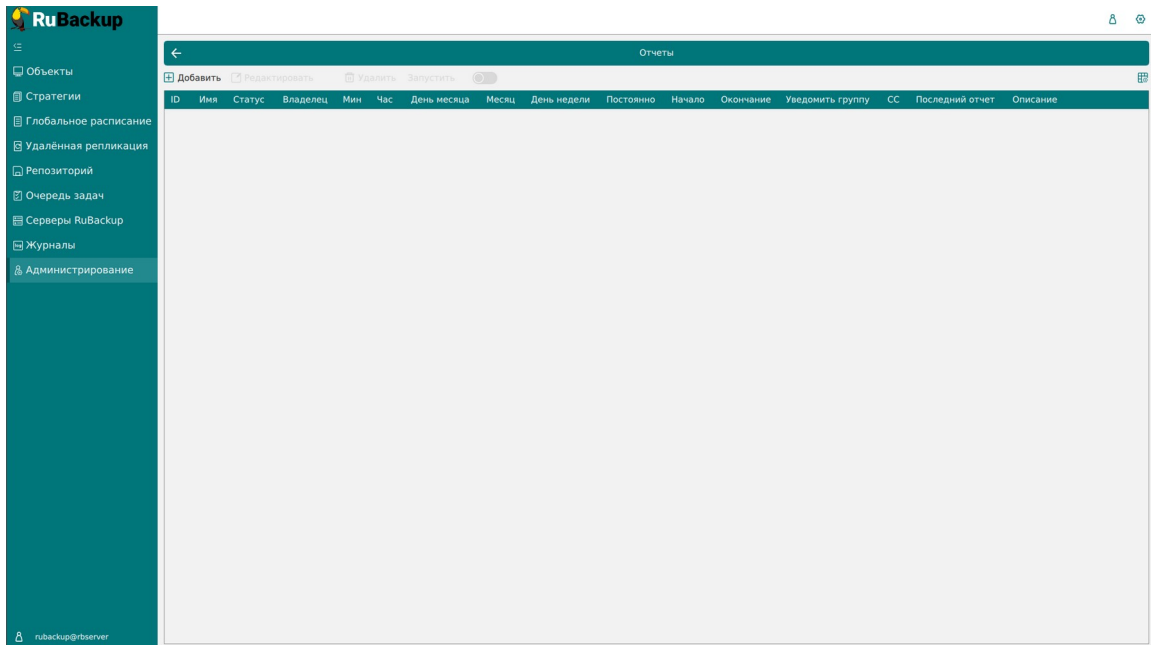 RuBackup
Отчеты
Добавить Редактировать Удалить Запустить
ID Имя Статус Владелец Мин Час День месяца Месяц День недели Постоянно Начало Окончание Уведомить группу СС Последний отчет Описание
Объекты
Стратегии
Глобальное расписание
Удалённая репликация
Репозиторий
Очередь задач
Серверы RuBackup
Журналы
Администрирование
rubackup@rbserver